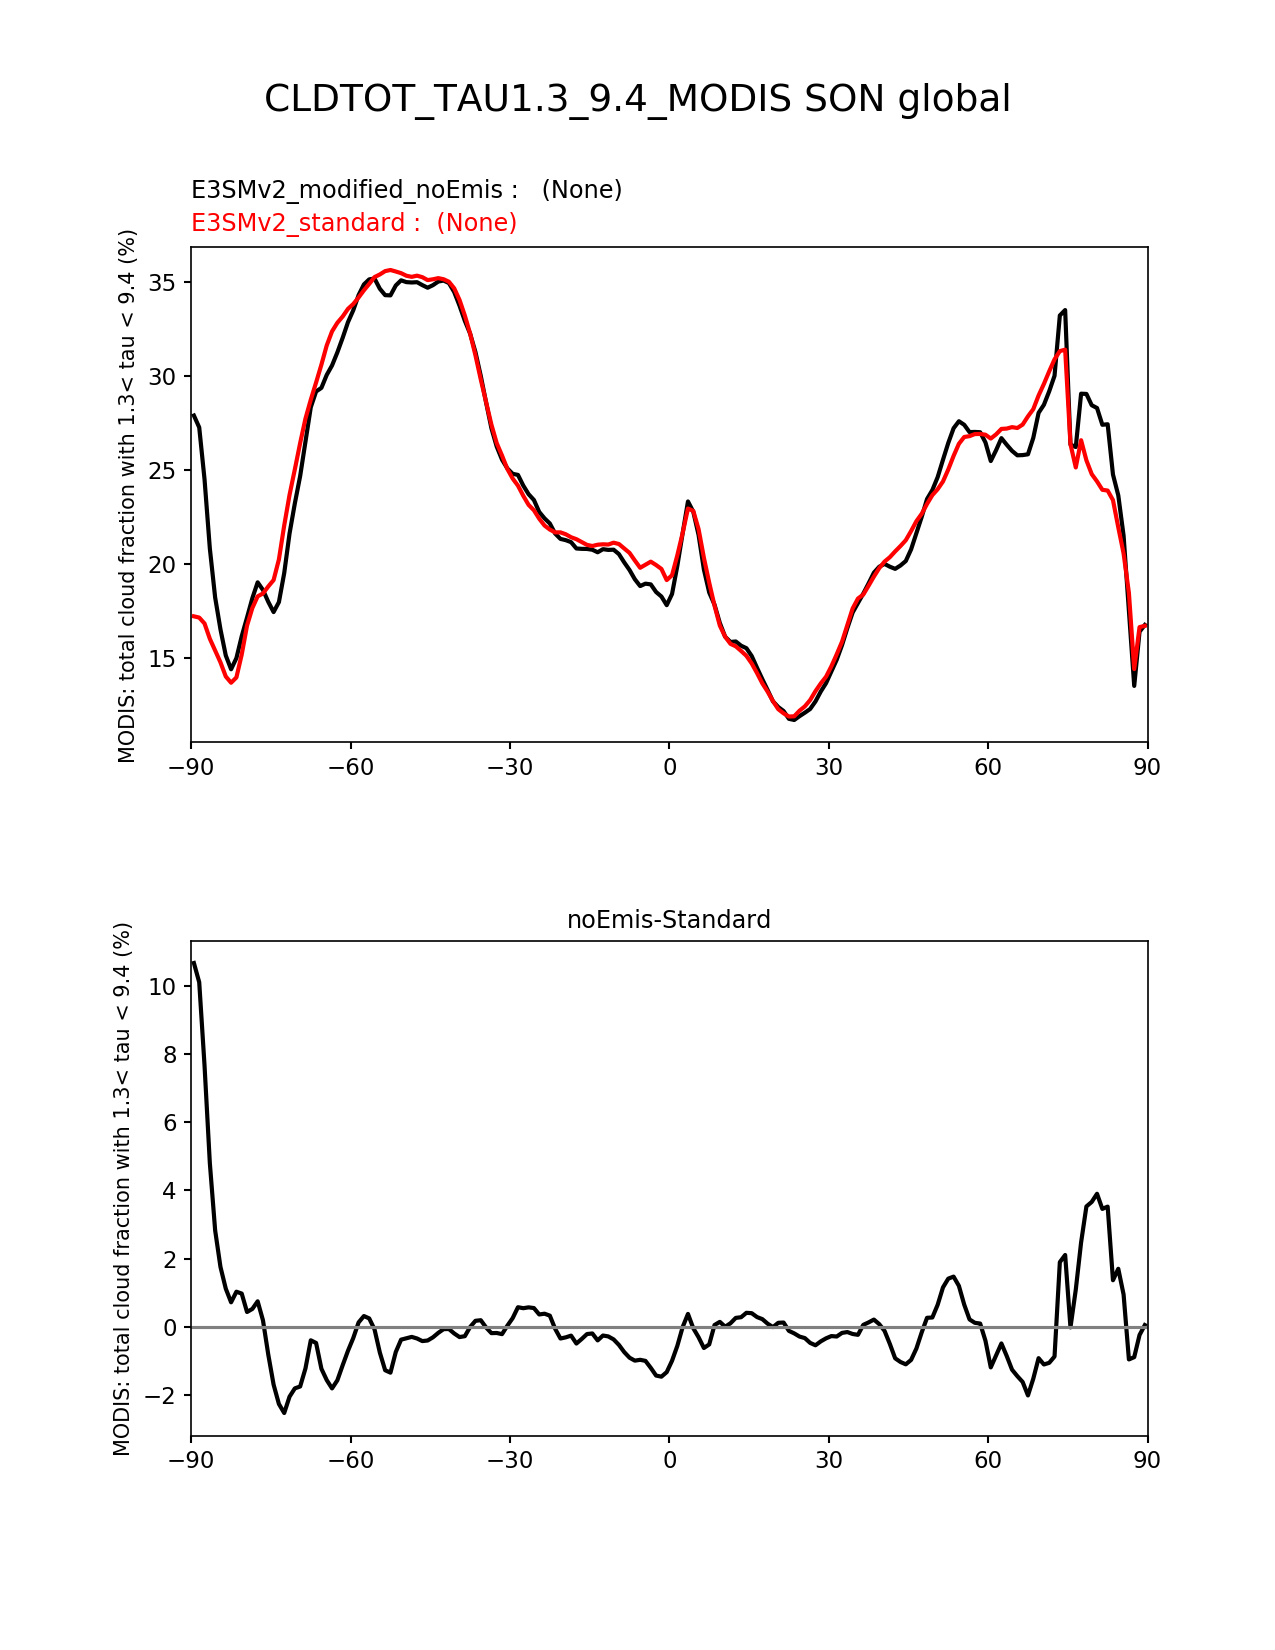 CLDTOT_TAU1.3_9.4_MODIS SON global
E3SMv2_modified_noEmis :   (None)
E3SMv2_standard :  (None)
MODIS: total cloud fraction with 1.3< tau < 9.4 (%)
35
30
25
20
15
−90 −60 −30 0 30 60 90
noEmis-Standard
MODIS: total cloud fraction with 1.3< tau < 9.4 (%)
10
8
6
4
2
0
−2
−90 −60 −30 0 30 60 90